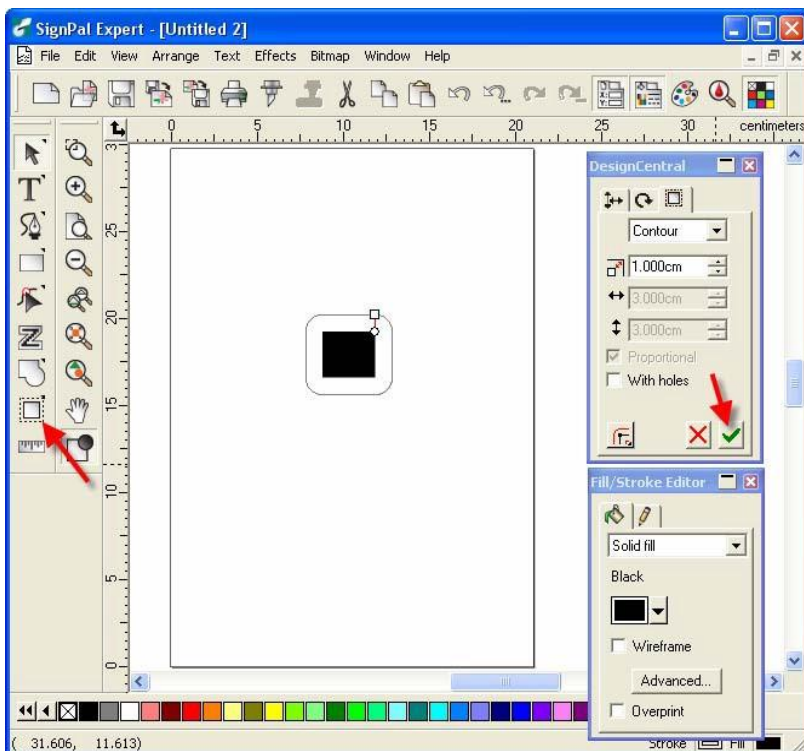 SignPal Expert - [Untitled 2]
File Edit View Arrange Text Effects Bitmap Window Help
0 5 10 15 20 25 30 centimeters
3
25
20
15
10
5
0
DesignCentral
Contour
1.000cm
3.000cm
3.000cm
Proportional
With holes
Fill/Stroke Editor
Solid fill
Black
Wireframe
Advanced...
Overprint
( 31.606, 11.613)
Stroke Fill